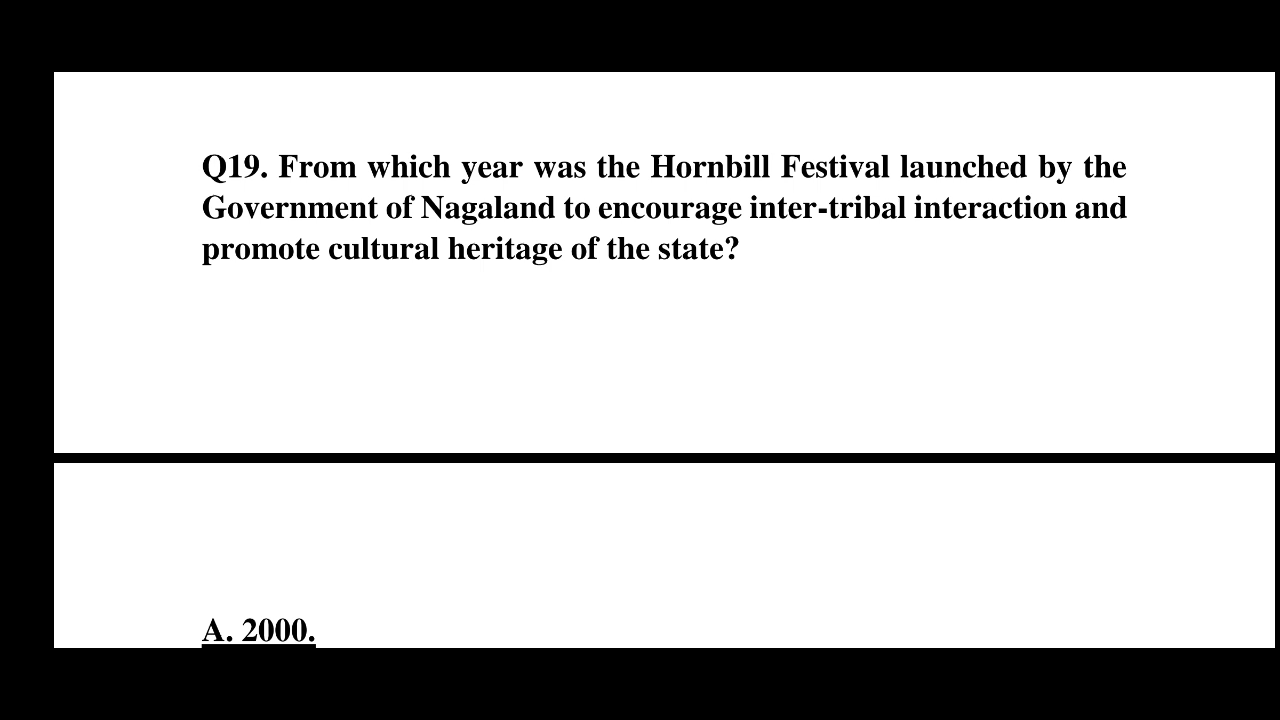 Q19. From which year was the Hornbill Festival launched by the
Government of Nagaland to encourage inter-tribal interaction and
promote cultural heritage of the state?
A. 2000.